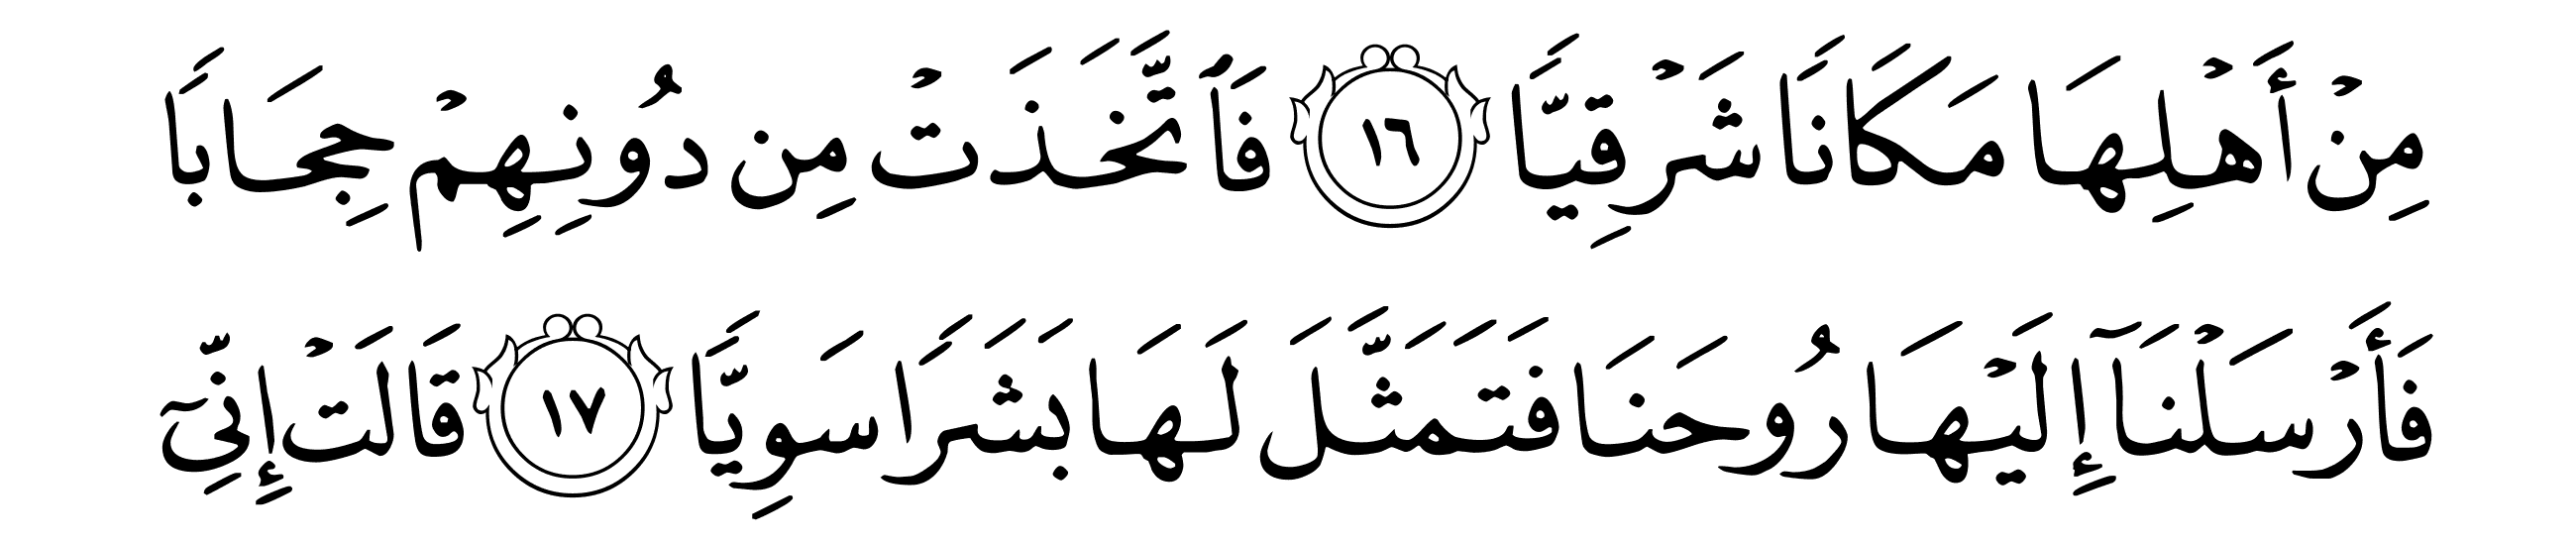 مِنْ أَهْلِهَا مَكَانًا شَرْقِيًّا ١٦ فَٱتَّخَذَتْ مِن دُونِهِمْ حِجَابًا
فَأَرْسَلْنَآ إِلَيْهَا رُوحَنَا فَتَمَثَّلَ لَهَا بَشَرًا سَوِيًّا ١٧ قَالَتْ إِنِّىٓ